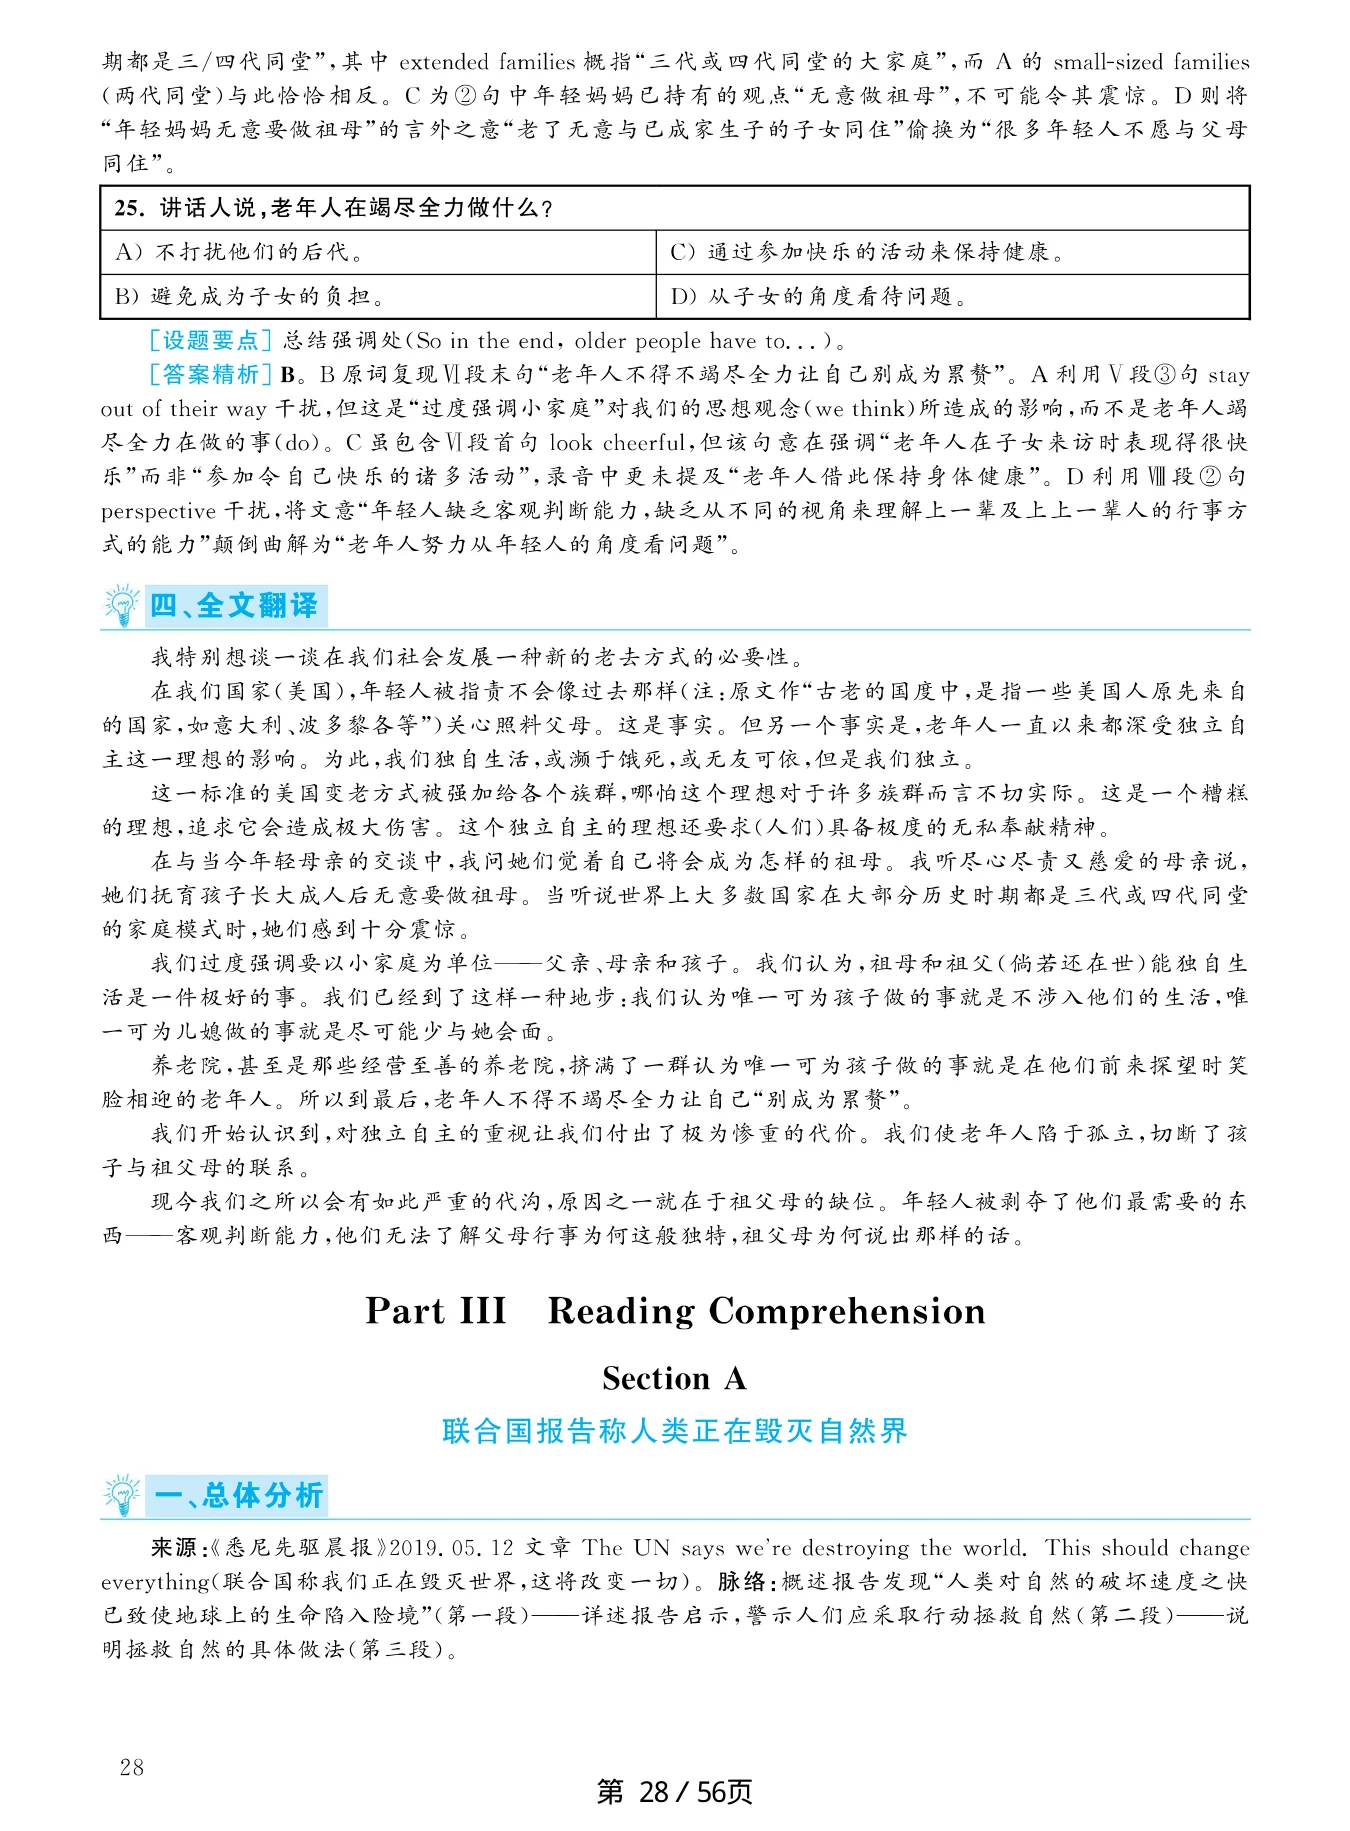 期都是三/四代同堂”,其中 extended families 概指“三代或四代同堂的大家庭”,而 A 的 small-sized families
(两代同堂)与此恰恰相反。C 为②句中年轻妈妈已持有的观点“无意做祖母”,不可能令其震惊。D 则将
“年轻妈妈无意要做祖母”的言外之意“老了无意与已成家生子的子女同住”偷换为“很多年轻人不愿与父母
同住”。
25. 讲话人说,老年人在竭尽全力做什么?
A) 不打扰他们的后代。
C) 通过参加快乐的活动来保持健康。
B) 避免成为子女的负担。
D) 从子女的角度看待问题。
[设题要点] 总结强调处(So in the end, older people have to...)。
[答案精析] B。B 原词复现Ⅵ段末句“老年人不得不竭尽全力让自己别成为累赘”。A 利用Ⅴ段③句 stay
out of their way 干扰,但这是“过度强调小家庭”对我们的思想观念(we think)所造成的影响,而不是老年人竭
尽全力在做的事(do)。C 虽包含Ⅵ段首句 look cheerful,但该句意在强调“老年人在子女来访时表现得很快
乐”而非“参加令自己快乐的诸多活动”,录音中更未提及“老年人借此保持身体健康”。D 利用Ⅷ段②句
perspective 干扰,将文意“年轻人缺乏客观判断能力,缺乏从不同的视角来理解上一辈及上上一辈人的行事方
式的能力”颠倒曲解为“老年人努力从年轻人的角度看问题”。
四、全文翻译
我特别想谈一谈在我们社会发展一种新的老去方式的必要性。
在我们国家(美国),年轻人被指责不会像过去那样(注:原文作“古老的国度中,是指一些美国人原先来自
的国家,如意大利、波多黎各等”)关心照料父母。这是事实。但另一个事实是,老年人一直以来都深受独立自
主这一理想的影响。为此,我们独自生活,或濒于饿死,或无友可依,但是我们独立。
这一标准的美国变老方式被强加给各个族群,哪怕这个理想对于许多族群而言不切实际。这是一个糟糕
的理想,追求它会造成极大伤害。这个独立自主的理想还要求(人们)具备极度的无私奉献精神。
在与当今年轻母亲的交谈中,我问她们觉着自己将会成为怎样的祖母。我听尽心尽责又慈爱的母亲说,
她们抚育孩子长大成人后无意要做祖母。当听说世界上大多数国家在大部分历史时期都是三代或四代同堂
的家庭模式时,她们感到十分震惊。
我们过度强调要以小家庭为单位——父亲、母亲和孩子。我们认为,祖母和祖父(倘若还在世)能独自生
活是一件极好的事。我们已经到了这样一种地步:我们认为唯一可为孩子做的事就是不涉入他们的生活,唯
一可为儿媳做的事就是尽可能少与她会面。
养老院,甚至是那些经营至善的养老院,挤满了一群认为唯一可为孩子做的事就是在他们前来探望时笑
脸相迎的老年人。所以到最后,老年人不得不竭尽全力让自己“别成为累赘”。
我们开始认识到,对独立自主的重视让我们付出了极为惨重的代价。我们使老年人陷于孤立,切断了孩
子与祖父母的联系。
现今我们之所以会有如此严重的代沟,原因之一就在于祖父母的缺位。年轻人被剥夺了他们最需要的东
西——客观判断能力,他们无法了解父母行事为何这般独特,祖父母为何说出那样的话。
Part III Reading Comprehension
Section A
联合国报告称人类正在毁灭自然界
一、总体分析
来源:《悉尼先驱晨报》2019. 05. 12 文章 The UN says we're destroying the world. This should change
everything(联合国称我们正在毁灭世界,这将改变一切)。脉络:概述报告发现“人类对自然的破坏速度之快
已致使地球上的生命陷入险境”(第一段)——详述报告启示,警示人们应采取行动拯救自然(第二段)——说
明拯救自然的具体做法(第三段)。
28
第 28 / 56页